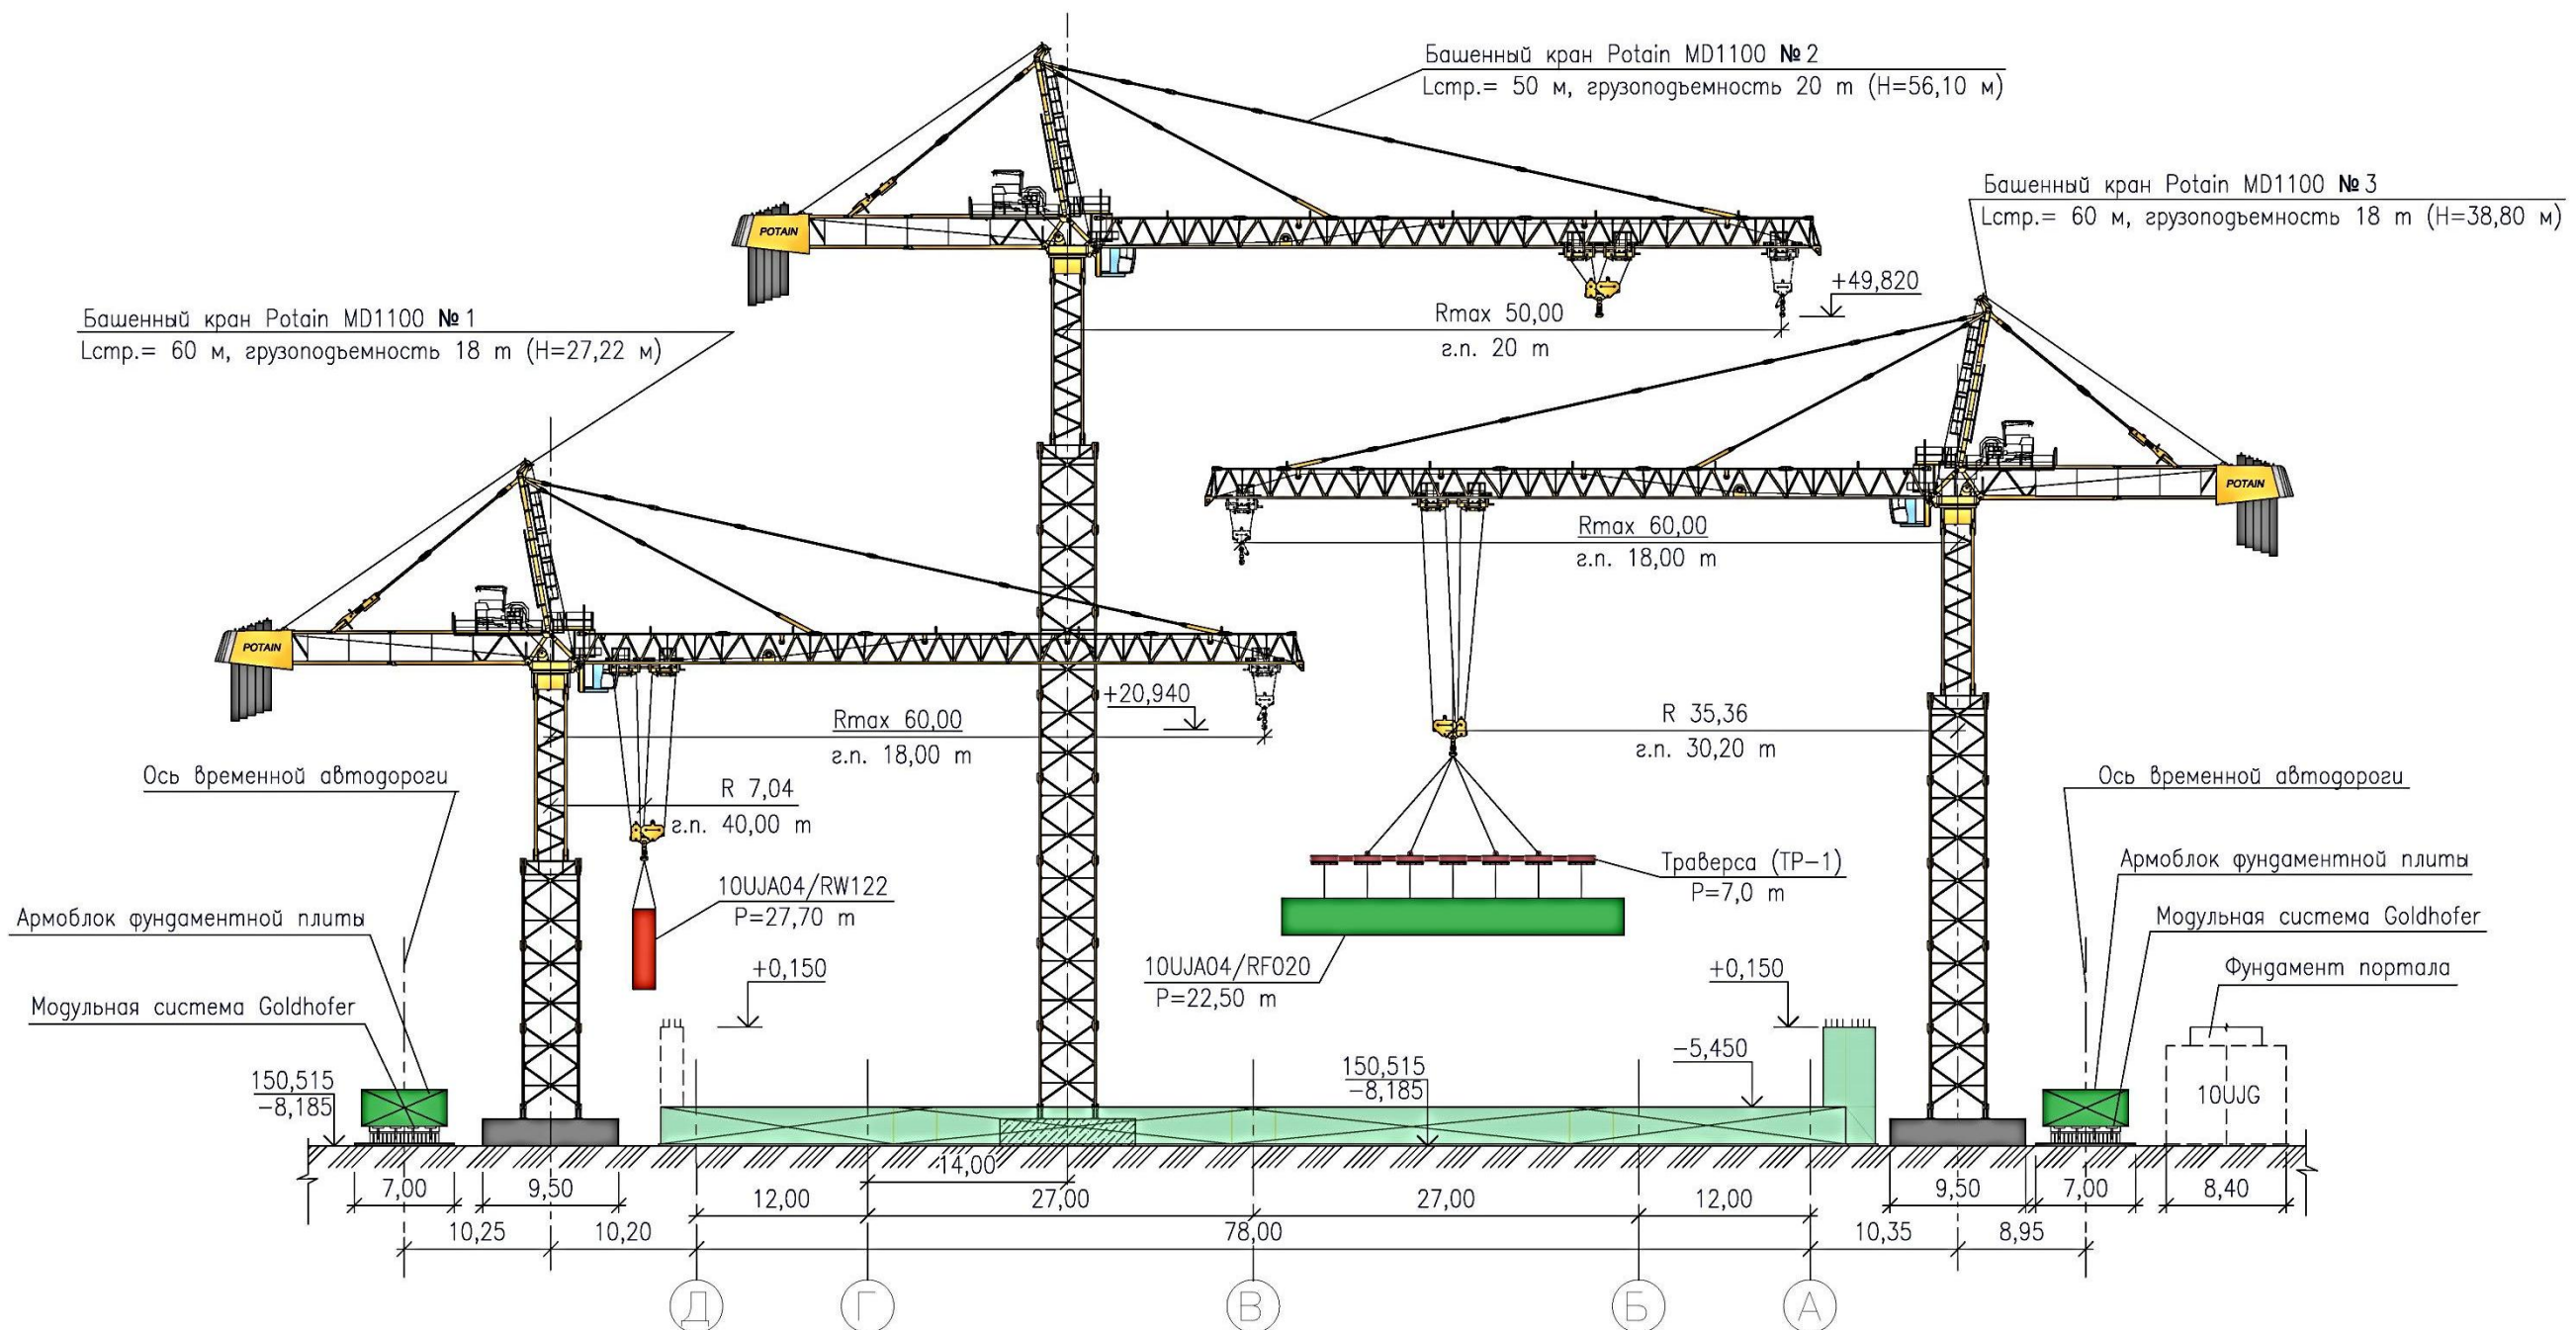 Башенный кран Potain MD1100 №2
Lстр.= 50 м, грузоподъемность 20 т (Н=56,10 м)
Башенный кран Potain MD1100 №3
Lстр.= 60 м, грузоподъемность 18 т (Н=38,80 м)
POTAIN
+49,820
Rmax 50,00
г.п. 20 т
Башенный кран Potain MD1100 №1
Lстр.= 60 м, грузоподъемность 18 т (Н=27,22 м)
POTAIN
Rmax 60,00
г.п. 18,00 т
POTAIN
+20,940
Rmax 60,00
г.п. 18,00 т
R 35,36
г.п. 30,20 т
Ось временной автодороги
R 7,04
г.п. 40,00 т
Ось временной автодороги
Траверса (ТР-1)
Р=7,0 т
Армоблок фундаментной плиты
10UJA04/RW122
Р=27,70 т
Армоблок фундаментной плиты
Модульная система Goldhofer
+0,150
10UJA04/RF020
Р=22,50 т
+0,150
Фундамент портала
Модульная система Goldhofer
-5,450
150,515
-8,185
150,515
-8,185
10UJG
14,00
7,00
9,50
12,00
27,00
27,00
12,00
9,50
7,00
8,40
10,25
10,20
78,00
10,35
8,95
Д
Г
В
Б
А